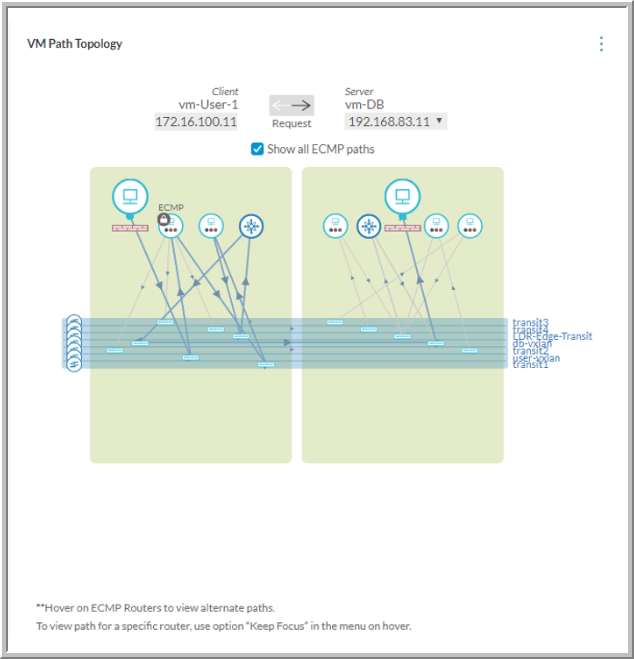 VM Path Topology
Client
Server
vm-User-1
vm-DB
172.16.100.11
192.168.83.11
Request
Show all ECMP paths
ECMP
transit3
transit4
LDR-Edge-Transit
db-vxlan
transit2
user-vxlan
transit1
**Hover on ECMP Routers to view alternate paths.
To view path for a specific router, use option "Keep Focus" in the menu on hover.